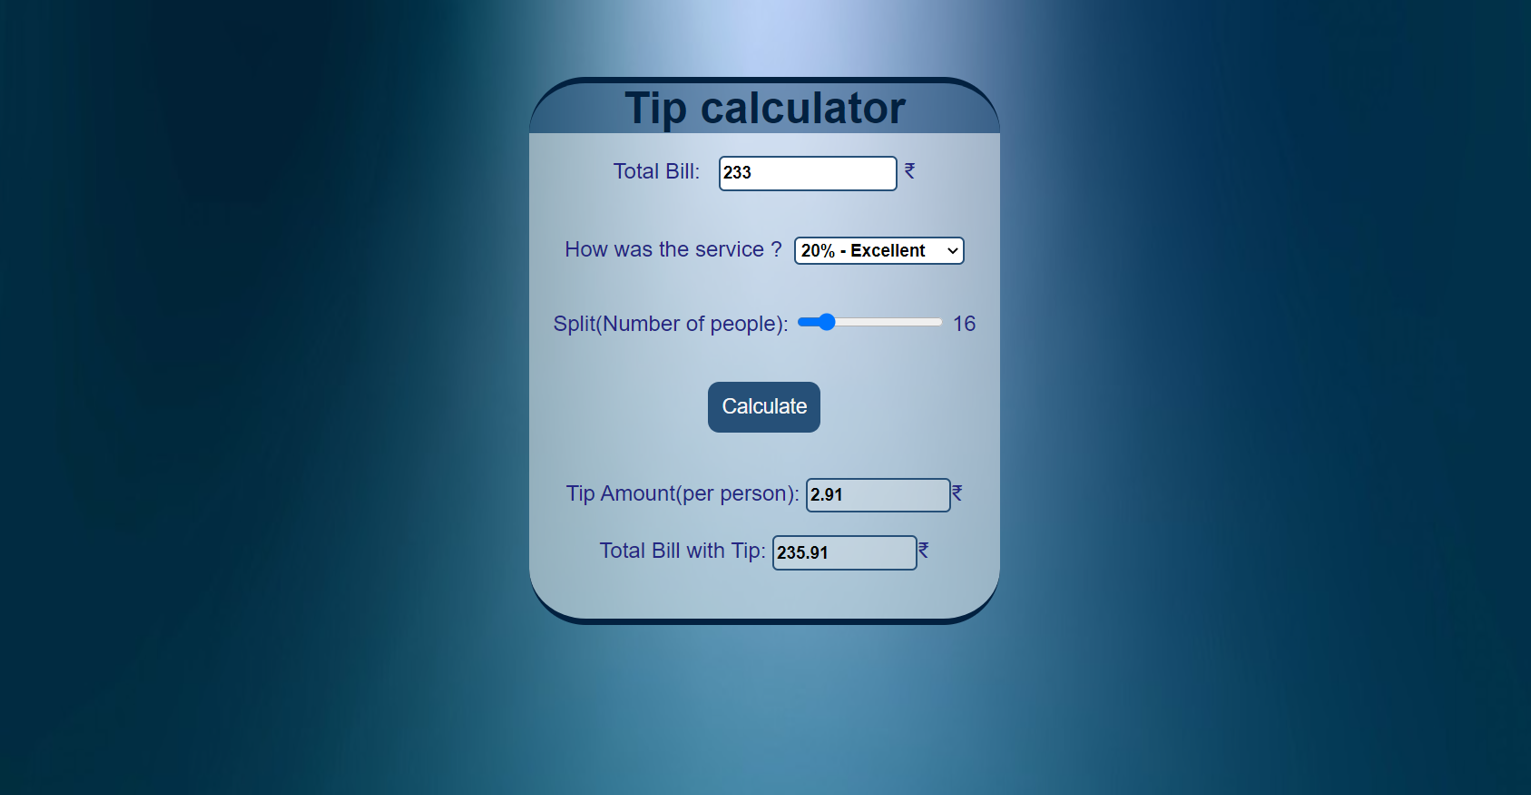 Tip calculator
Total Bill: 233 ₹
How was the service ? 20% - Excellent
Split(Number of people): 16
Calculate
Tip Amount(per person): 2.91₹
Total Bill with Tip: 235.91₹